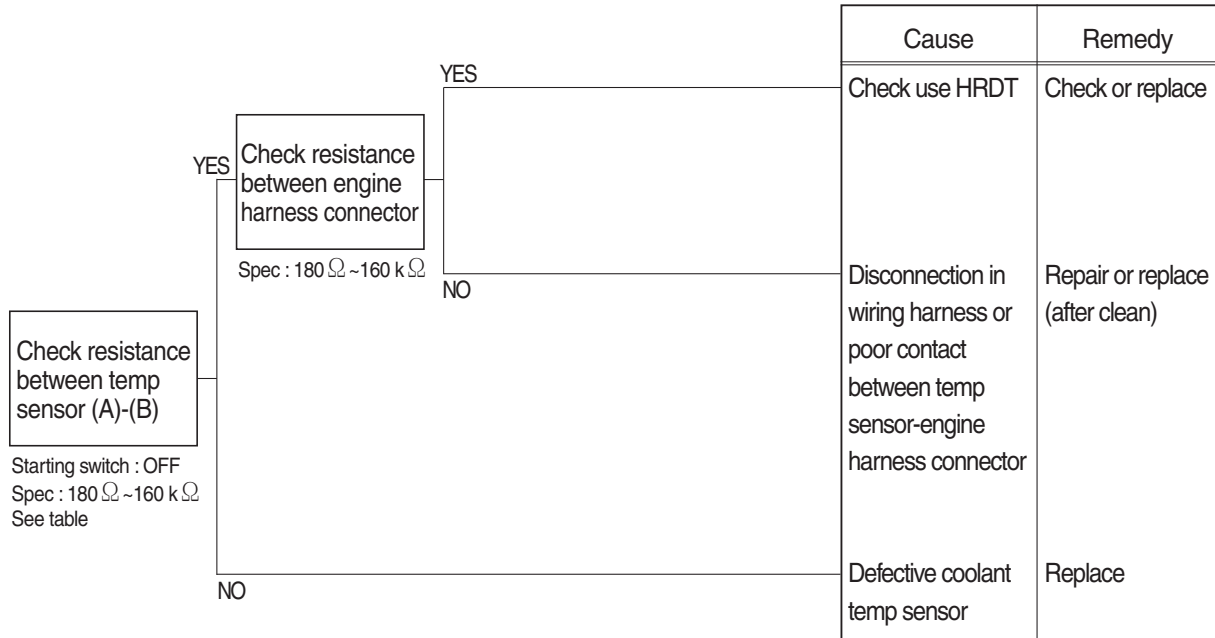 Cause Remedy
YES
Check use HRDT Check or replace
YES
Check resistance
between engine
harness connector
Spec : 180 Ω ~160 k Ω
NO
Disconnection in
wiring harness or
poor contact
between temp
sensor-engine
harness connector
Repair or replace
(after clean)
Check resistance
between temp
sensor (A)-(B)
Starting switch : OFF
Spec : 180 Ω ~160 k Ω
See table
NO
Defective coolant
temp sensor
Replace